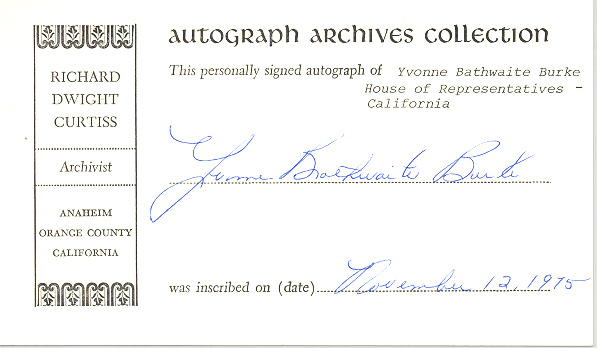 RICHARD
DWIGHT
CURTISS
Archivist
ANAHEIM
ORANGE COUNTY
CALIFORNIA
AUTOGRAPH ARCHIVES COLLECTION
This personally signed autograph of Yvonne Bathwaite Burke
House of Representatives -
California
Yvonne Brathwaite Burke
was inscribed on (date) November 12, 1975